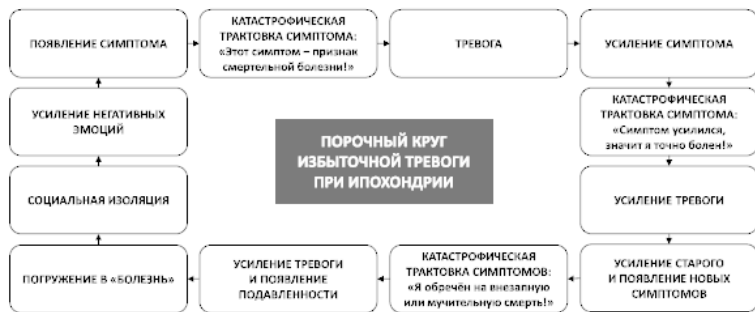 ПОЯВЛЕНИЕ СИМПТОМА
КАТАСТРОФИЧЕСКАЯ
ТРАКТОВКА СИМПТОМА:
«Этот симптом – признак
смертельной болезни!»
ТРЕВОГА
УСИЛЕНИЕ СИМПТОМА
КАТАСТРОФИЧЕСКАЯ
ТРАКТОВКА СИМПТОМА:
«Симптом усилился,
значит я точно болен!»
УСИЛЕНИЕ ТРЕВОГИ
УСИЛЕНИЕ СТАРОГО
И ПОЯВЛЕНИЕ НОВЫХ
СИМПТОМОВ
КАТАСТРОФИЧЕСКАЯ
ТРАКТОВКА СИМПТОМОВ:
«Я обречён на внезапную
или мучительную смерть!»
УСИЛЕНИЕ ТРЕВОГИ
И ПОЯВЛЕНИЕ
ПОДАВЛЕННОСТИ
ПОГРУЖЕНИЕ В «БОЛЕЗНЬ»
СОЦИАЛЬНАЯ ИЗОЛЯЦИЯ
УСИЛЕНИЕ НЕГАТИВНЫХ
ЭМОЦИЙ
ПОРОЧНЫЙ КРУГ
ИЗБЫТОЧНОЙ ТРЕВОГИ
ПРИ ИПОХОНДРИИ